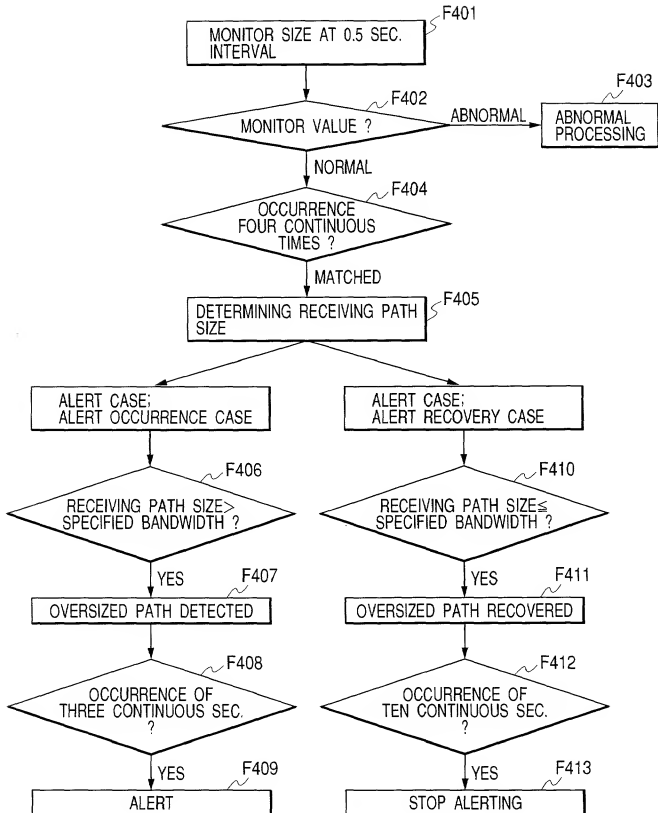 F401
MONITOR SIZE AT 0.5 SEC.
INTERVAL
F402
MONITOR VALUE ?
ABNORMAL
F403
ABNORMAL
PROCESSING
NORMAL
F404
OCCURRENCE
FOUR CONTINUOUS
TIMES ?
MATCHED
F405
DETERMINING RECEIVING PATH
SIZE
ALERT CASE;
ALERT OCCURRENCE CASE
F406
RECEIVING PATH SIZE>
SPECIFIED BANDWIDTH ?
YES
F407
OVERSIZED PATH DETECTED
F408
OCCURRENCE OF
THREE CONTINUOUS SEC.
?
YES
F409
ALERT
ALERT CASE;
ALERT RECOVERY CASE
F410
RECEIVING PATH SIZE≦
SPECIFIED BANDWIDTH ?
YES
F411
OVERSIZED PATH RECOVERED
F412
OCCURRENCE OF
TEN CONTINUOUS SEC.
?
YES
F413
STOP ALERTING